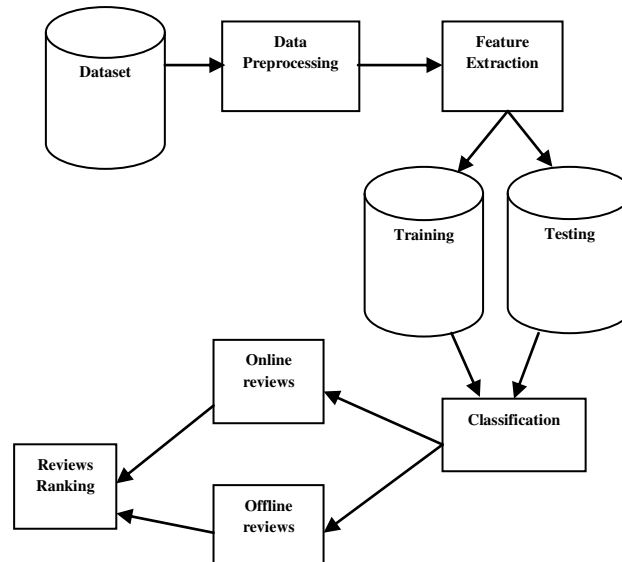 Dataset
Data
Preprocessing
Feature
Extraction
Training
Testing
Online
reviews
Classification
Reviews
Ranking
Offline
reviews